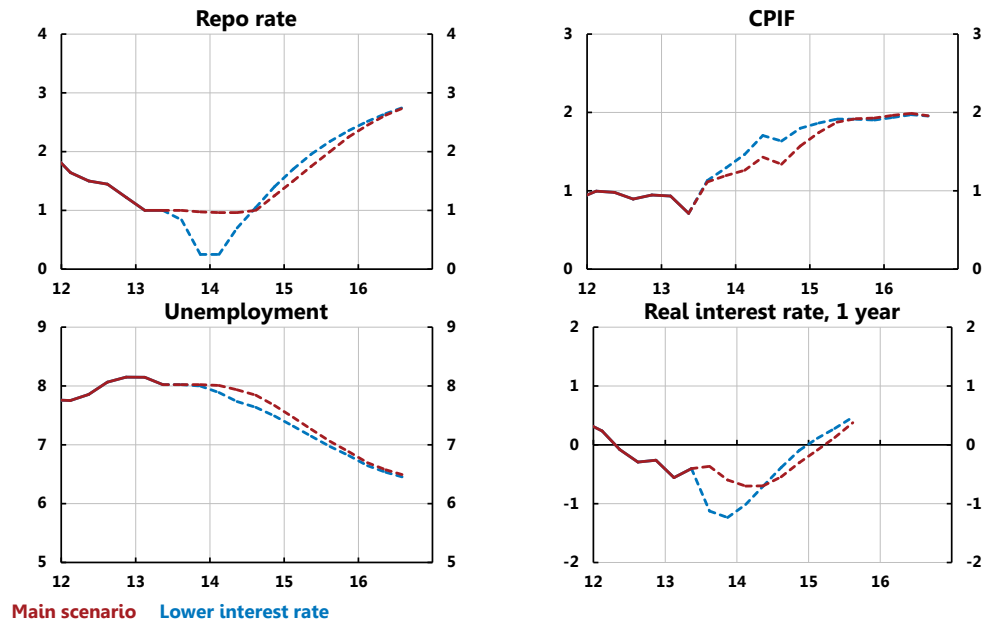 Repo rate
4 4
3 3
2 2
1 1
0 0
12 13 14 15 16
CPIF
3 3
2 2
1 1
0 0
12 13 14 15 16
Unemployment
9 9
8 8
7 7
6 6
5 5
12 13 14 15 16
Real interest rate, 1 year
2 2
1 1
0 0
-1 -1
-2 -2
12 13 14 15 16
Main scenario Lower interest rate